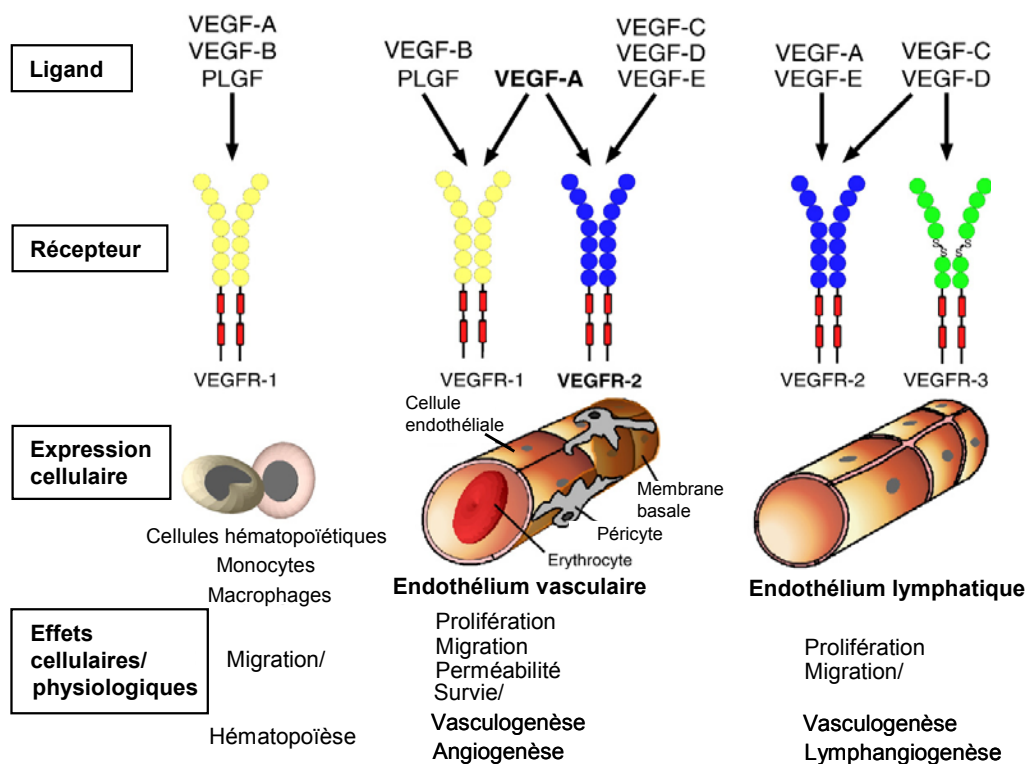 Ligand
VEGF-A
VEGF-B
PLGF
VEGF-B
PLGF
VEGF-A
VEGF-C
VEGF-D
VEGF-E
VEGF-A
VEGF-E
VEGF-C
VEGF-D
Récepteur
s
s
s
s
VEGFR-1
VEGFR-1
VEGFR-2
VEGFR-2
VEGFR-3
Expression
cellulaire
Cellules hématopoïétiques
Monocytes
Macrophages
Cellule
endothéliale
Membrane
basale
Péricyte
Erythrocyte
Endothélium vasculaire
Endothélium lymphatique
Effets
cellulaires/
physiologiques
Migration/
Hématopoïèse
Prolifération
Migration
Perméabilité
Survie/
Vasculogenèse
Angiogenèse
Prolifération
Migration/
Vasculogenèse
Lymphangiogenèse